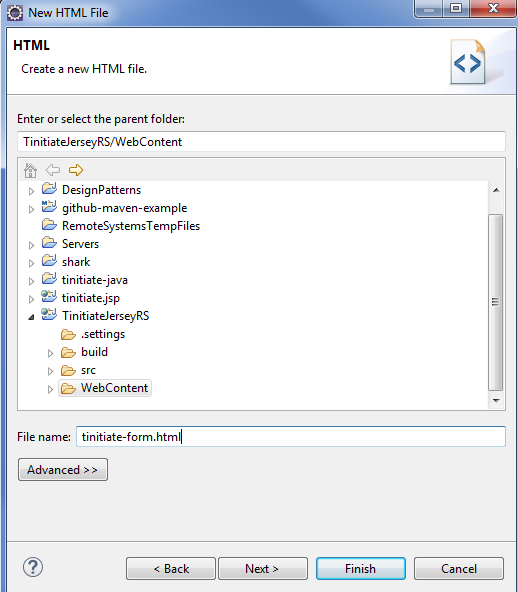 New HTML File
HTML
Create a new HTML file.
Enter or select the parent folder:
TinitiateJerseyRS/WebContent
DesignPatterns
github-maven-example
RemoteSystemsTempFiles
Servers
shark
tinitiate-java
tinitiate.jsp
TinitiateJerseyRS
.settings
build
src
WebContent
File name: tinitiate-form.html
Advanced >>
? < Back Next > Finish Cancel